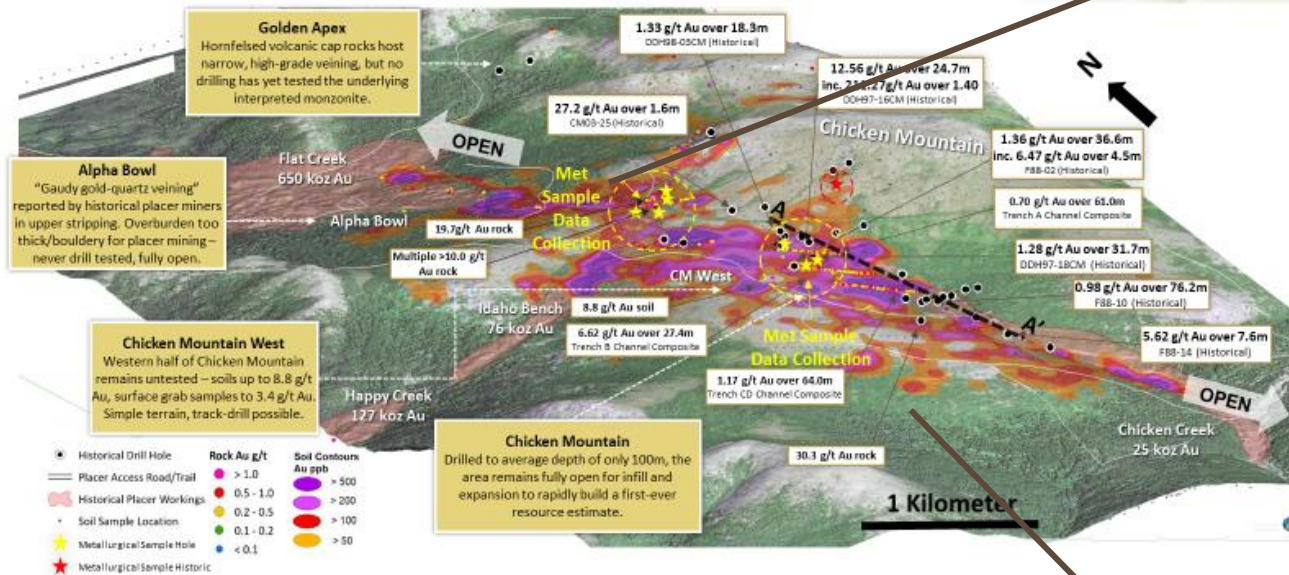 Golden Apex
Hornfelsed volcanic cap rocks host
narrow, high-grade veining, but no
drilling has yet tested the underlying
interpreted monzonite.
1.33 g/t Au over 18.3m
DDH98-03CM (Historical)
12.56 g/t Au over 24.7m
inc. 27g/t Au over 1.40
DDH97-16CM (Historical)
N
27.2 g/t Au over 1.6m
CM03-25 (Historical)
OPEN
Chicken Mountain
1.36 g/t Au over 36.6m
inc. 6.47 g/t Au over 4.5m
F88-02 (Historical)
Flat Creek
650 koz Au
Alpha Bowl
"Gaudy gold-quartz veining"
reported by historical placer miners
in upper stripping. Overburden too
thick/bouldery for placer mining –
never drill tested, fully open.
Alpha Bowl
Met
Sample
Data
Collection
A
0.70 g/t Au over 61.0m
Trench A Channel Composite
19.7g/t Au rock
Multiple >10.0 g/t
Au rock
1.28 g/t Au over 31.7m
DDH97-18CM (Historical)
CM West
0.98 g/t Au over 76.2m
F88-10 (Historical)
Idaho Bench
76 koz Au
8.8 g/t Au soil
6.62 g/t Au over 27.4m
Trench B Channel Composite
A'
Met Sample
Data Collection
5.62 g/t Au over 7.6m
F88-14 (Historical)
Chicken Mountain West
Western half of Chicken Mountain
remains untested – soils up to 8.8 g/t
Au, surface grab samples to 3.4 g/t Au.
Simple terrain, track-drill possible.
1.17 g/t Au over 64.0m
Trench CD Channel Composite
Happy Creek
127 koz Au
OPEN
Chicken Creek
25 koz Au
Chicken Mountain
Drilled to average depth of only 100m, the
area remains fully open for infill and
expansion to rapidly build a first-ever
resource estimate.
30.3 g/t Au rock
1 Kilometer
Historical Drill Hole
Placer Access Road/Trail
Historical Placer Workings
Soil Sample Location
Metallurgical Sample Hole
Metallurgical Sample Historic
Rock Au g/t
> 1.0
0.5 - 1.0
0.2 - 0.5
0.1 - 0.2
< 0.1
Soil Contours
Au ppb
> 500
> 200
> 100
> 50